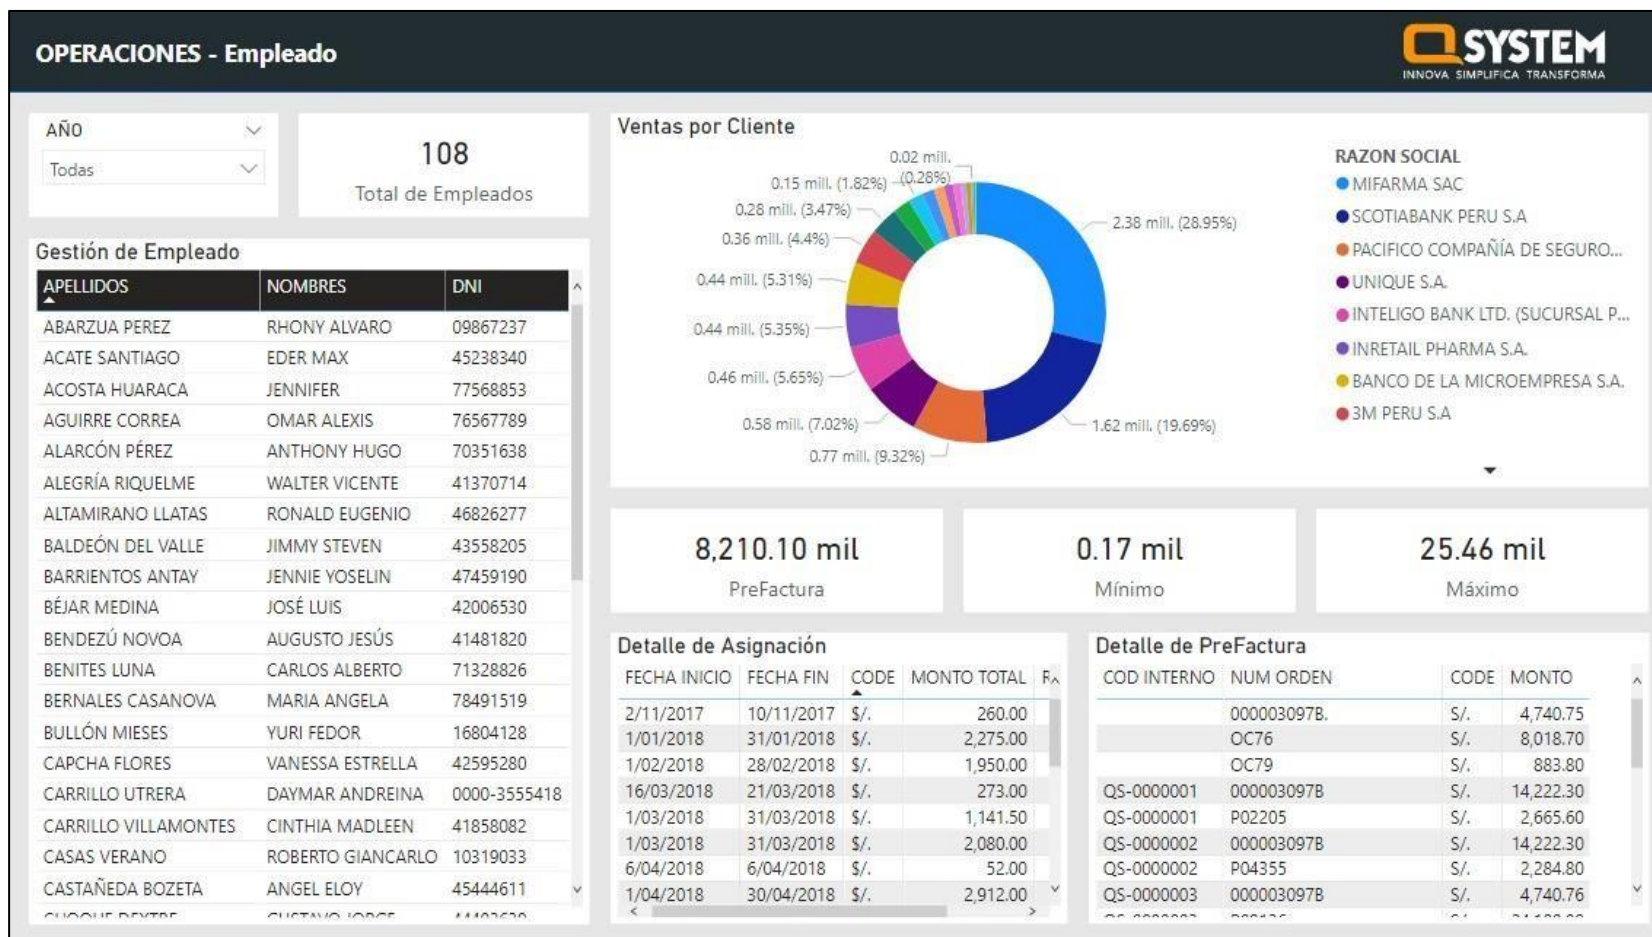 OPERACIONES - Empleado
QSYSTEM
INNOVA SIMPLIFICA TRANSFORMA
AÑO
Todas
108
Total de Empleados
Gestión de Empleado
APELLIDOS NOMBRES DNI
ABARZUA PEREZ RHONY ALVARO 09867237
ACATE SANTIAGO EDER MAX 45238340
ACOSTA HUARACA JENNIFER 77568853
AGUIRRE CORREA OMAR ALEXIS 76567789
ALARCÓN PÉREZ ANTHONY HUGO 70351638
ALEGRÍA RIQUELME WALTER VICENTE 41370714
ALTAMIRANO LLATAS RONALD EUGENIO 46826277
BALDEÓN DEL VALLE JIMMY STEVEN 43558205
BARRIENTOS ANTAY JENNIE YOSELIN 47459190
BÉJAR MEDINA JOSÉ LUIS 42006530
BENDEZÚ NOVOA AUGUSTO JESÚS 41481820
BENITES LUNA CARLOS ALBERTO 71328826
BERNALES CASANOVA MARIA ANGELA 78491519
BULLÓN MIESES YURI FEDOR 16804128
CAPCHA FLORES VANESSA ESTRELLA 42595280
CARRILLO UTRERA DAYMAR ANDREINA 0000-3555418
CARRILLO VILLAMONTES CINTHIA MADLEEN 41858082
CASAS VERANO ROBERTO GIANCARLO 10319033
CASTAÑEDA BOZETA ANGEL ELOY 45444611
Ventas por Cliente
0.02 mill.
(0.28%)
0.15 mill. (1.82%)
0.28 mill. (3.47%)
0.36 mill. (4.4%)
0.44 mill. (5.31%)
0.44 mill. (5.35%)
0.46 mill. (5.65%)
0.58 mill. (7.02%)
0.77 mill. (9.32%)
2.38 mill. (28.95%)
1.62 mill. (19.69%)
RAZON SOCIAL
MIFARMA SAC
SCOTIABANK PERU S.A
PACIFICO COMPAÑÍA DE SEGURO...
UNIQUE S.A.
INTELIGO BANK LTD. (SUCURSAL P...
INRETAIL PHARMA S.A.
BANCO DE LA MICROEMPRESA S.A.
3M PERU S.A
8,210.10 mil
PreFactura
0.17 mil
Mínimo
25.46 mil
Máximo
Detalle de Asignación
FECHA INICIO FECHA FIN CODE MONTO TOTAL
2/11/2017 10/11/2017 S/. 260.00
1/01/2018 31/01/2018 S/. 2,275.00
1/02/2018 28/02/2018 S/. 1,950.00
16/03/2018 21/03/2018 S/. 273.00
1/03/2018 31/03/2018 S/. 1,141.50
1/03/2018 31/03/2018 S/. 2,080.00
6/04/2018 6/04/2018 S/. 52.00
1/04/2018 30/04/2018 S/. 2,912.00
Detalle de PreFactura
COD INTERNO NUM ORDEN CODE MONTO
000003097B. S/. 4,740.75
OC76 S/. 8,018.70
OC79 S/. 883.80
QS-0000001 000003097B S/. 14,222.30
QS-0000001 P02205 S/. 2,665.60
QS-0000002 000003097B S/. 14,222.30
QS-0000002 P04355 S/. 2,284.80
QS-0000003 000003097B S/. 4,740.76